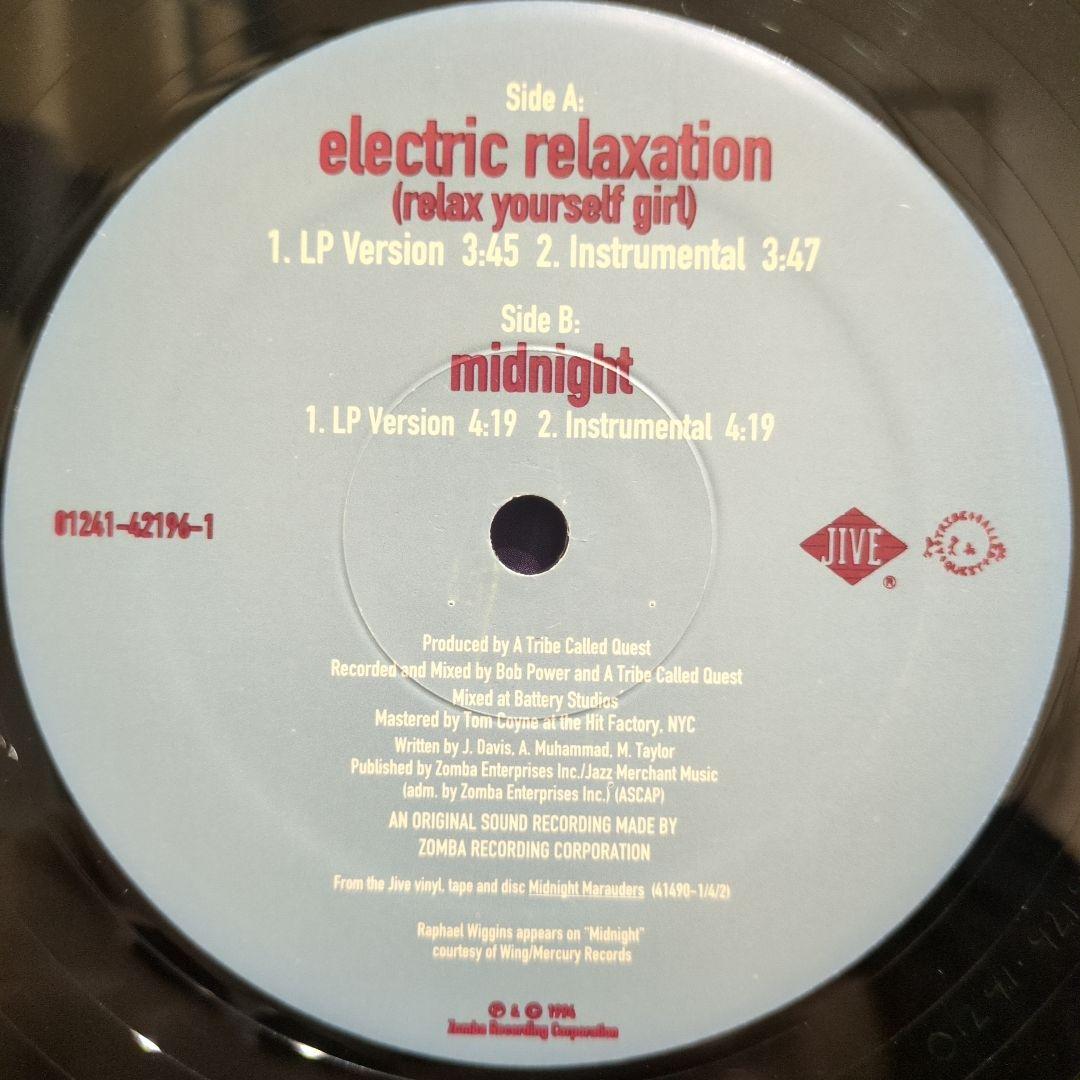 Side A:
electric relaxation
(relax yourself girl)
1. LP Version 3:45 2. Instrumental 3:47
Side B:
midnight
1. LP Version 4:19 2. Instrumental 4:19
01241-42196-1
JIVE
®
A TRIBE CALLED QUEST
Produced by A Tribe Called Quest
Recorded and Mixed by Bob Power and A Tribe Called Quest
Mixed at Battery Studios
Mastered by Tom Coyne at the Hit Factory, NYC
Written by J. Davis, A. Muhammad, M. Taylor
Published by Zomba Enterprises Inc./Jazz Merchant Music
(adm. by Zomba Enterprises Inc.) (ASCAP)
AN ORIGINAL SOUND RECORDING MADE BY
ZOMBA RECORDING CORPORATION
From the Jive vinyl, tape and disc Midnight Marauders (41490-1/4/2)
Raphael Wiggins appears on "Midnight"
courtesy of Wing/Mercury Records
℗ & © 1994
Zomba Recording Corporation